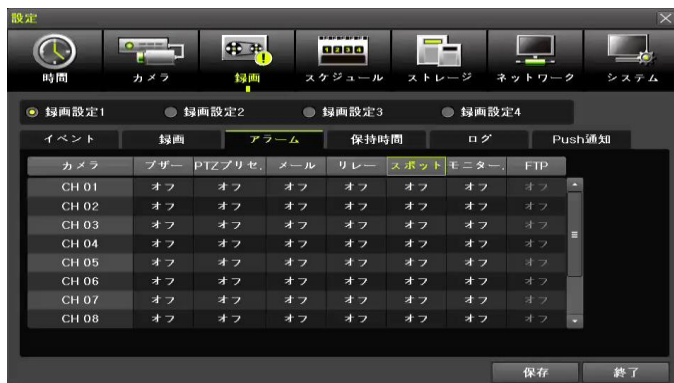 設定
時間 カメラ 録画 スケジュール ストレージ ネットワーク システム
録画設定1 録画設定2 録画設定3 録画設定4
イベント 録画 アラーム 保持時間 ログ Push通知
カメラ ブザー PTZプリセ. メール リレー スポット モニター. FTP
CH 01 オフ オフ オフ オフ オフ オフ オフ
CH 02 オフ オフ オフ オフ オフ オフ オフ
CH 03 オフ オフ オフ オフ オフ オフ オフ
CH 04 オフ オフ オフ オフ オフ オフ オフ
CH 05 オフ オフ オフ オフ オフ オフ オフ
CH 06 オフ オフ オフ オフ オフ オフ オフ
CH 07 オフ オフ オフ オフ オフ オフ オフ
CH 08 オフ オフ オフ オフ オフ オフ オフ
保存 終了